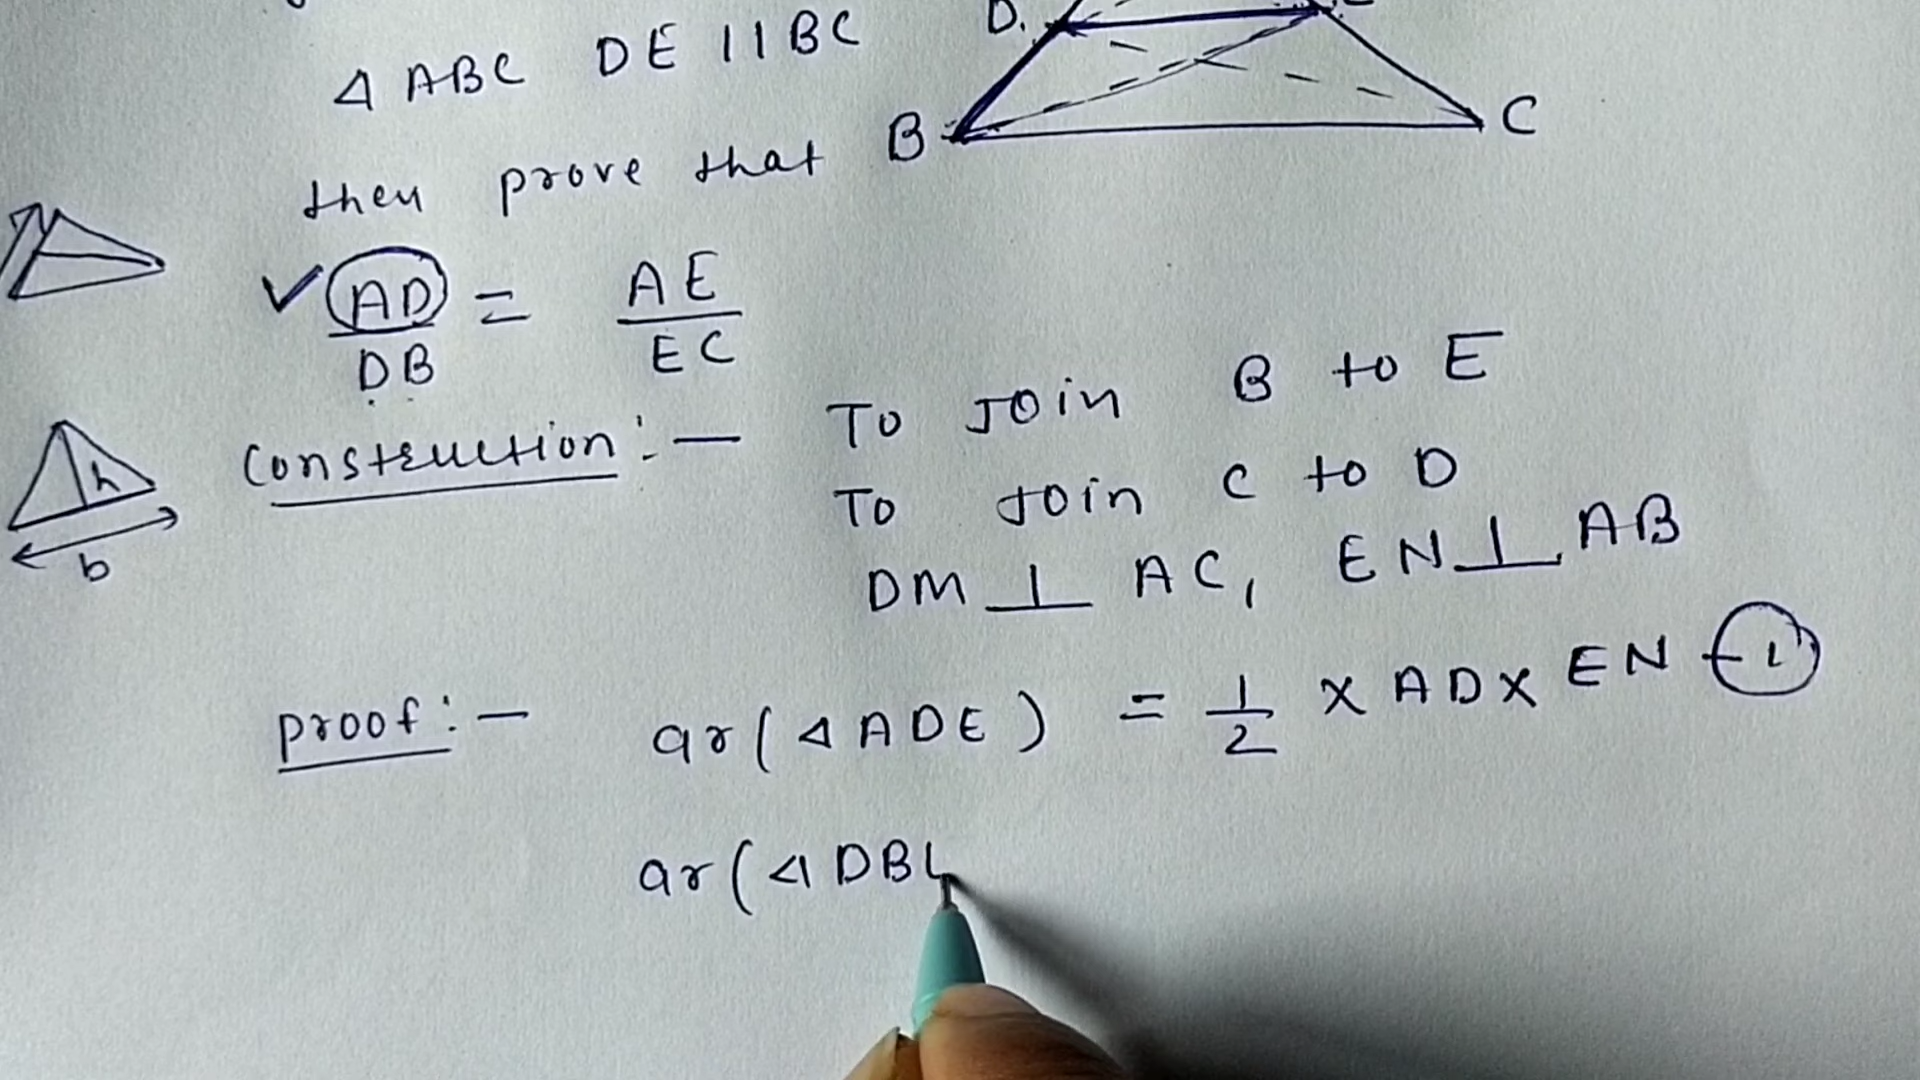 D.
△ ABC DE || BC
B C
then prove that
AD / DB = AE / EC
h
b
Construction :— To Join B to E
To Join C to D
DM ⊥ AC, EN ⊥ AB
Proof :— ar(△ ADE) = 1/2 × AD × EN — 1
ar(△ DB